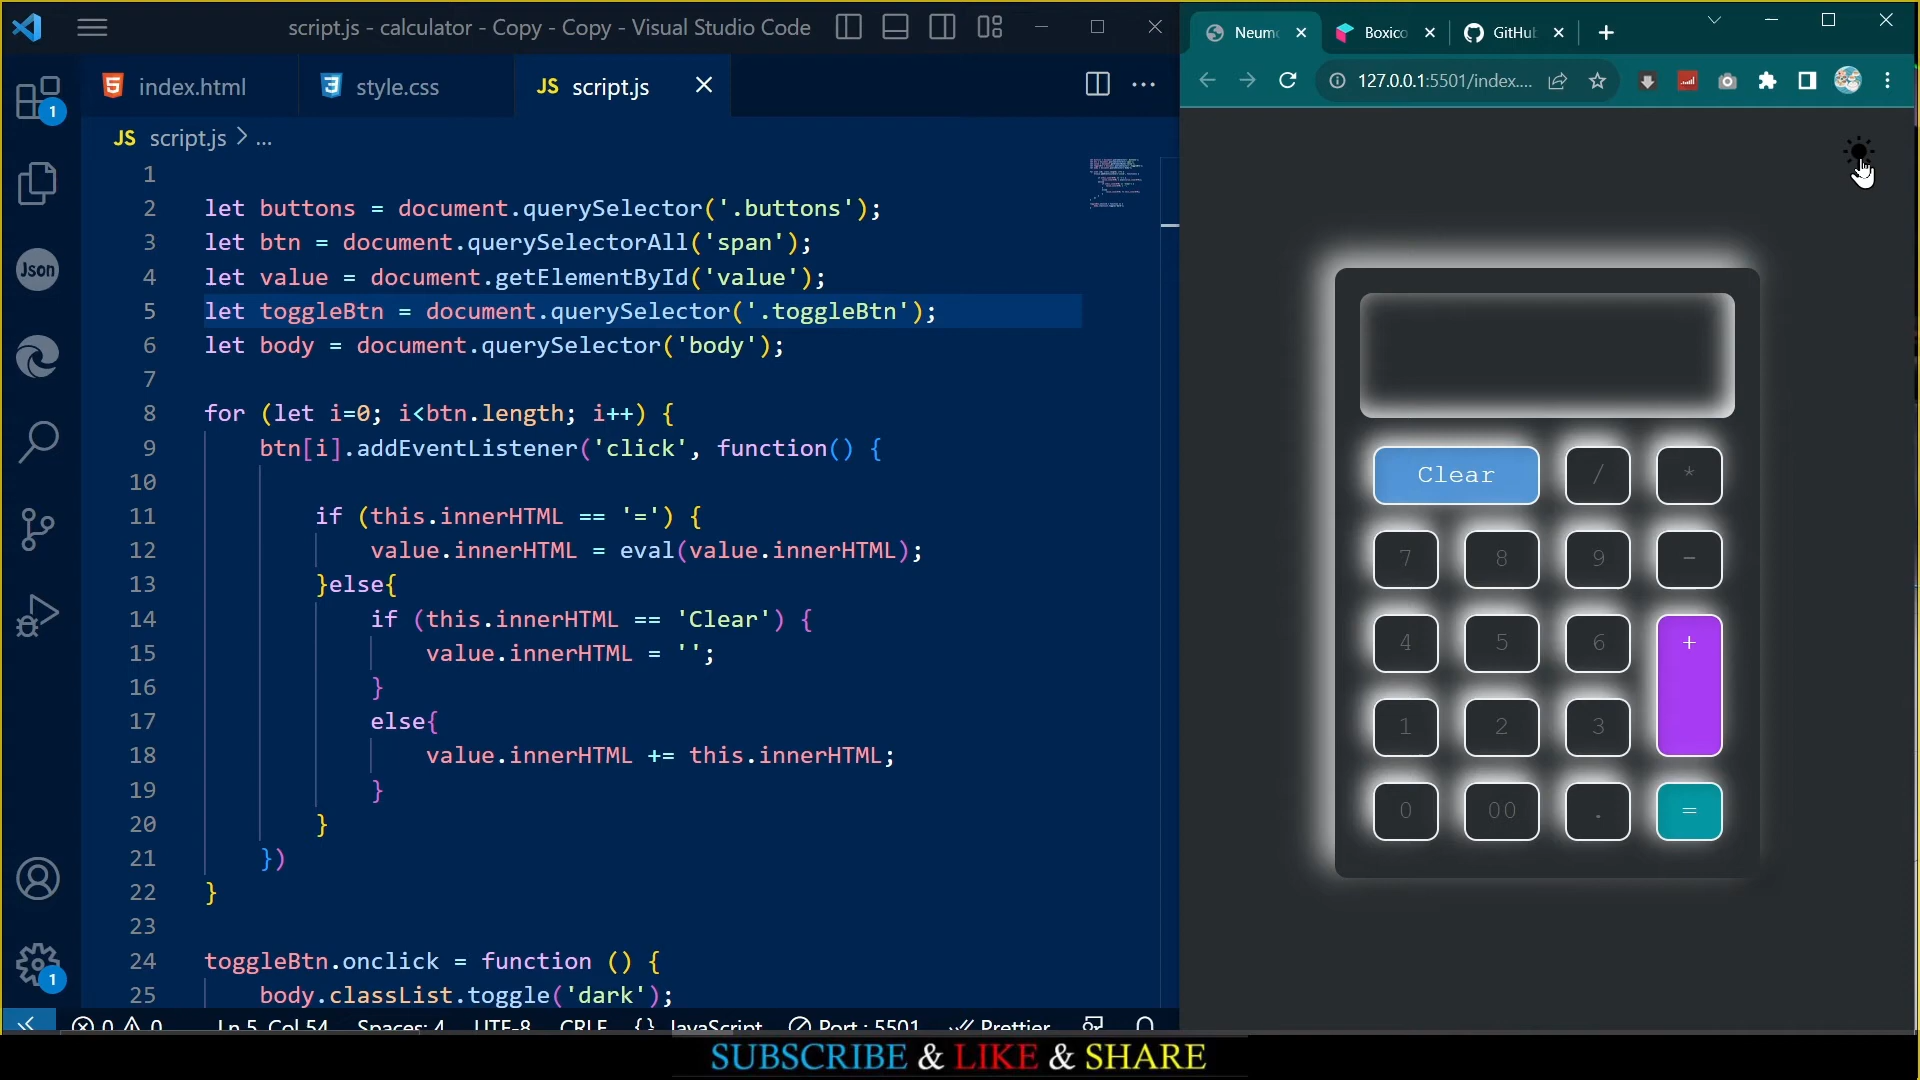 script.js - calculator - Copy - Copy - Visual Studio Code
index.html
style.css
JS script.js
JS script.js > ...
1
2 let buttons = document.querySelector('.buttons');
3 let btn = document.querySelectorAll('span');
4 let value = document.getElementById('value');
5 let toggleBtn = document.querySelector('.toggleBtn');
6 let body = document.querySelector('body');
7
8 for (let i=0; i<btn.length; i++) {
9 btn[i].addEventListener('click', function() {
10
11 if (this.innerHTML == '=') {
12 value.innerHTML = eval(value.innerHTML);
13 }else{
14 if (this.innerHTML == 'Clear') {
15 value.innerHTML = '';
16 }
17 else{
18 value.innerHTML += this.innerHTML;
19 }
20 }
21 })
22 }
23
24 toggleBtn.onclick = function () {
25 body.classList.toggle('dark');
1
Json
1
0 0 Ln 5, Col 54 Spaces: 4 UTF-8 CRLF {} JavaScript Port : 5501 Prettier
Neum
Boxico
GitHub
127.0.0.1:5501/index....
Clear / *
7 8 9 -
4 5 6 +
1 2 3
0 00 . =
SUBSCRIBE & LIKE & SHARE